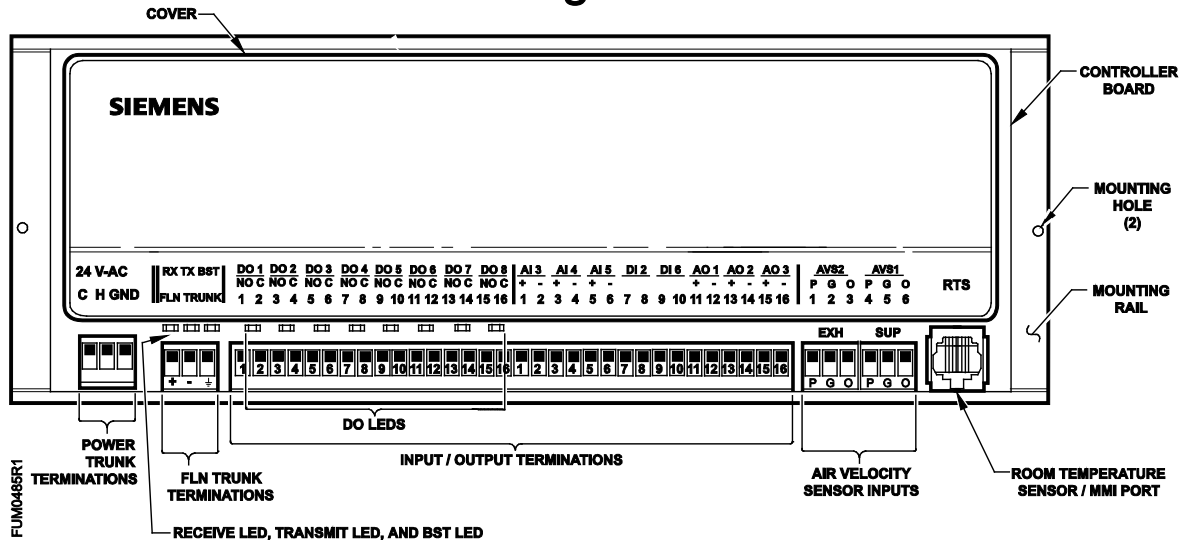 COVER
SIEMENS
CONTROLLER
BOARD
MOUNTING
HOLE
(2)
MOUNTING
RAIL
24 V-AC
C H GND
RX TX BST
FLN TRUNK
DO 1 DO 2 DO 3 DO 4 DO 5 DO 6 DO 7 DO 8 AI 3 AI 4 AI 5 DI 2 DI 6 AO 1 AO 2 AO 3
NO C NO C NO C NO C NO C NO C NO C NO C + - + - + - + - + - + -
1 2 3 4 5 6 7 8 9 10 11 12 13 14 15 16 1 2 3 4 5 6 7 8 9 10 11 12 13 14 15 16
AVS2 AVS1
P G O P G O
1 2 3 4 5 6
RTS
EXH SUP
+ - ⏚
1 2 3 4 5 6 7 8 9 10 11 12 13 14 15 16 1 2 3 4 5 6 7 8 9 10 11 12 13 14 15 16
P G O P G O
DO LEDS
POWER
TRUNK
TERMINATIONS
FLN TRUNK
TERMINATIONS
INPUT / OUTPUT TERMINATIONS
AIR VELOCITY
SENSOR INPUTS
ROOM TEMPERATURE
SENSOR / MMI PORT
RECEIVE LED, TRANSMIT LED, AND BST LED
FUM0485R1